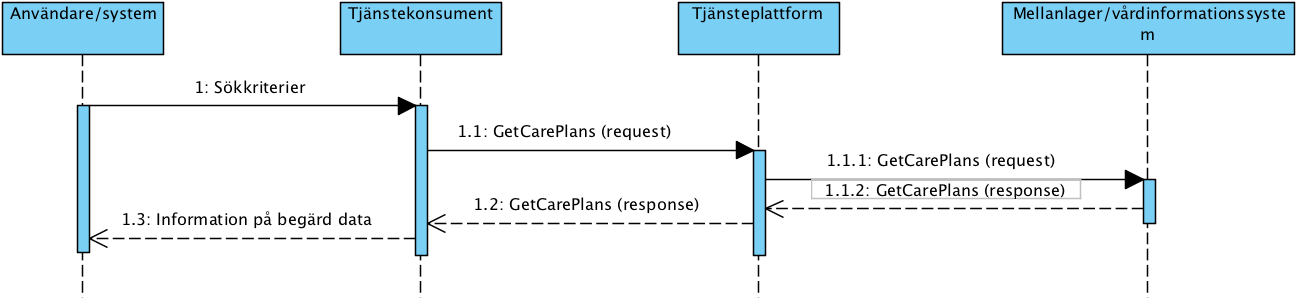 Användare/system
Tjänstekonsument
Tjänsteplattform
Mellanlager/vårdinformationssyste
m
1: Sökkriterier
1.1: GetCarePlans (request)
1.1.1: GetCarePlans (request)
1.1.2: GetCarePlans (response)
1.2: GetCarePlans (response)
1.3: Information på begärd data